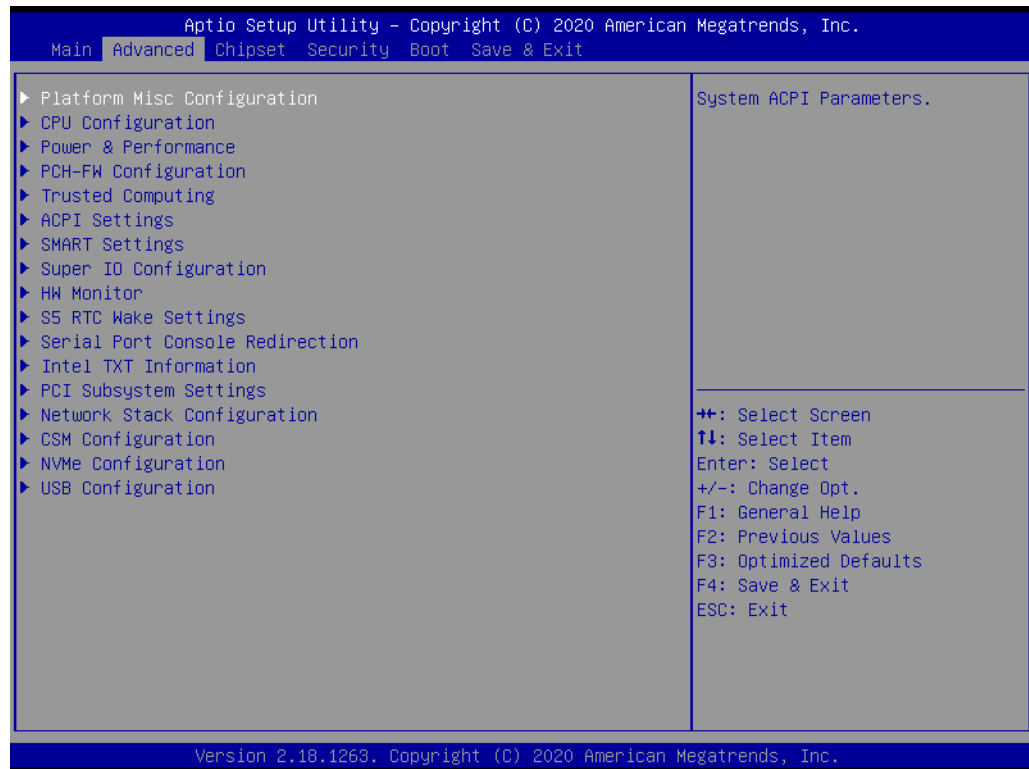 Aptio Setup Utility – Copyright (C) 2020 American Megatrends, Inc.
Main Advanced Chipset Security Boot Save & Exit
▶ Platform Misc Configuration
▶ CPU Configuration
▶ Power & Performance
▶ PCH-FW Configuration
▶ Trusted Computing
▶ ACPI Settings
▶ SMART Settings
▶ Super IO Configuration
▶ HW Monitor
▶ S5 RTC Wake Settings
▶ Serial Port Console Redirection
▶ Intel TXT Information
▶ PCI Subsystem Settings
▶ Network Stack Configuration
▶ CSM Configuration
▶ NVMe Configuration
▶ USB Configuration
System ACPI Parameters.
→←: Select Screen
↑↓: Select Item
Enter: Select
+/-: Change Opt.
F1: General Help
F2: Previous Values
F3: Optimized Defaults
F4: Save & Exit
ESC: Exit
Version 2.18.1263. Copyright (C) 2020 American Megatrends, Inc.